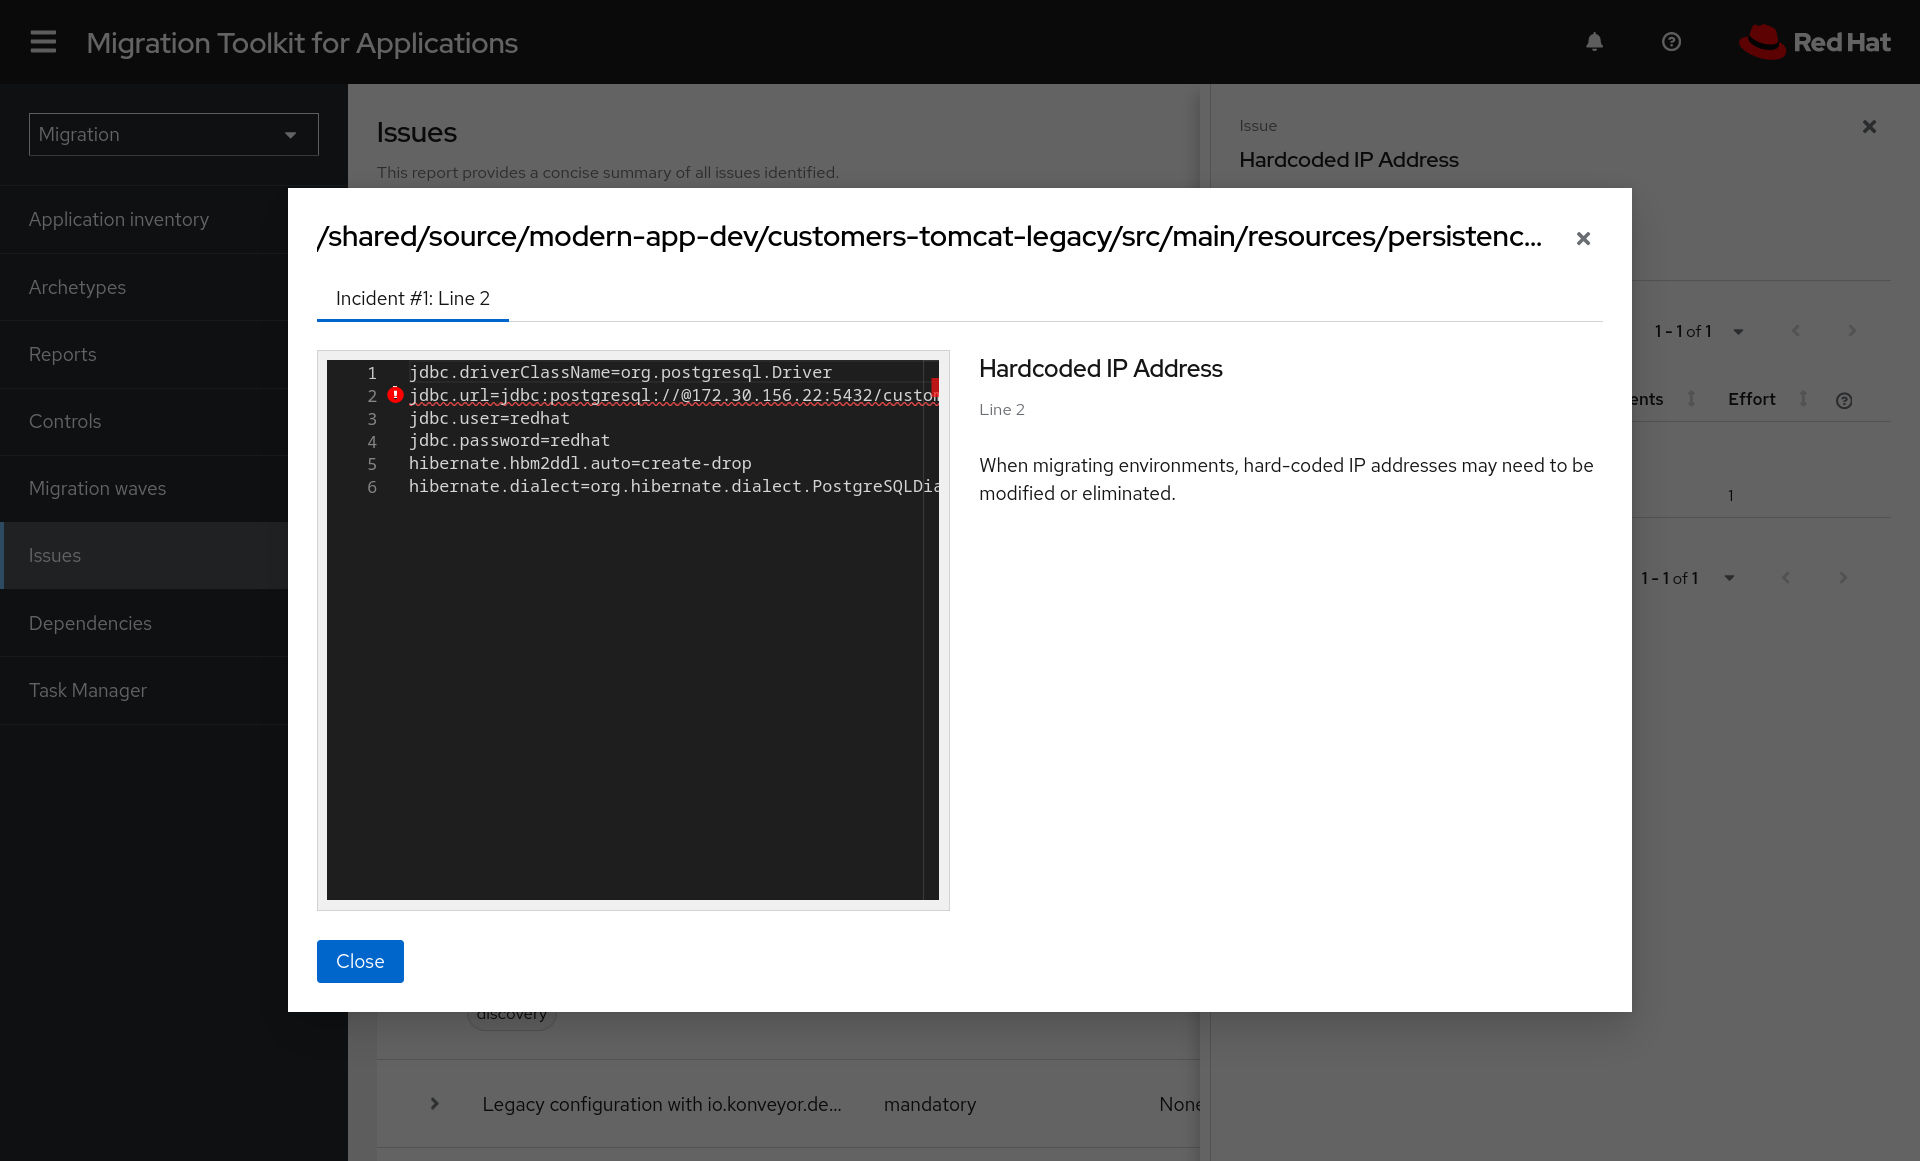 Migration Toolkit for Applications
Red Hat
Migration
Application inventory
Archetypes
Reports
Controls
Migration waves
Issues
Dependencies
Task Manager
Issues
This report provides a concise summary of all issues identified.
Issue
Hardcoded IP Address
/shared/source/modern-app-dev/customers-tomcat-legacy/src/main/resources/persistenc...
Incident #1: Line 2
1 jdbc.driverClassName=org.postgresql.Driver
2 jdbc.url=jdbc:postgresql://@172.30.156.22:5432/custo
3 jdbc.user=redhat
4 jdbc.password=redhat
5 hibernate.hbm2ddl.auto=create-drop
6 hibernate.dialect=org.hibernate.dialect.PostgreSQLDia
Hardcoded IP Address
Line 2
When migrating environments, hard-coded IP addresses may need to be
modified or eliminated.
Close
1 - 1 of 1
ents Effort
1
1 - 1 of 1
discovery
Legacy configuration with io.konveyor.de... mandatory None